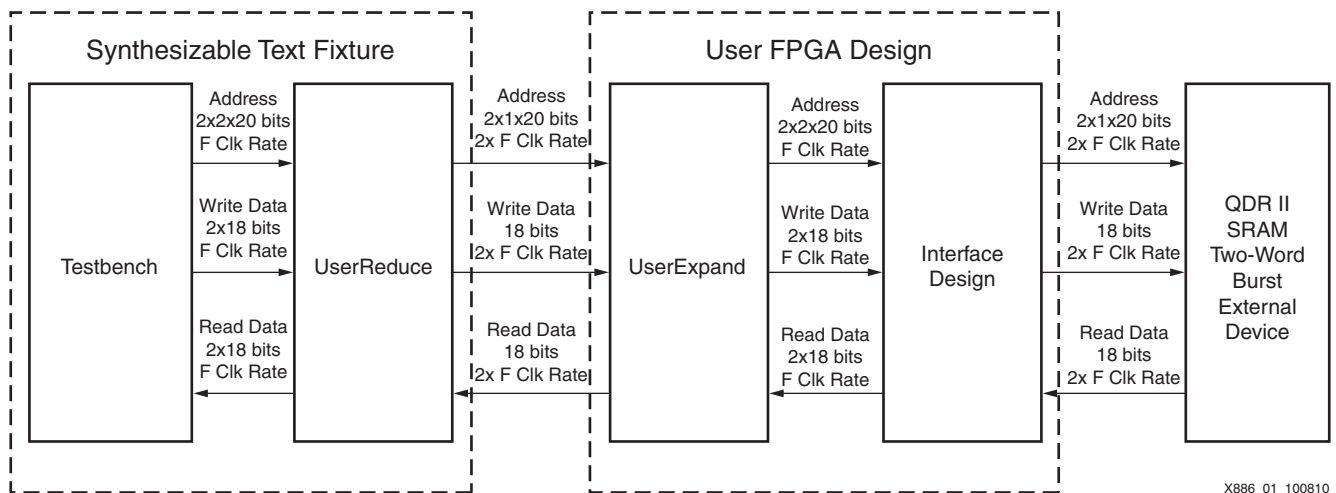 Synthesizable Text Fixture
User FPGA Design
Testbench
Address
2x2x20 bits
F Clk Rate
Write Data
2x18 bits
F Clk Rate
Read Data
2x18 bits
F Clk Rate
UserReduce
Address
2x1x20 bits
2x F Clk Rate
Write Data
18 bits
2x F Clk Rate
Read Data
18 bits
2x F Clk Rate
UserExpand
Address
2x2x20 bits
F Clk Rate
Write Data
2x18 bits
F Clk Rate
Read Data
2x18 bits
F Clk Rate
Interface
Design
Address
2x1x20 bits
2x F Clk Rate
Write Data
18 bits
2x F Clk Rate
Read Data
18 bits
2x F Clk Rate
QDR II
SRAM
Two-Word
Burst
External
Device
X886_01_100810